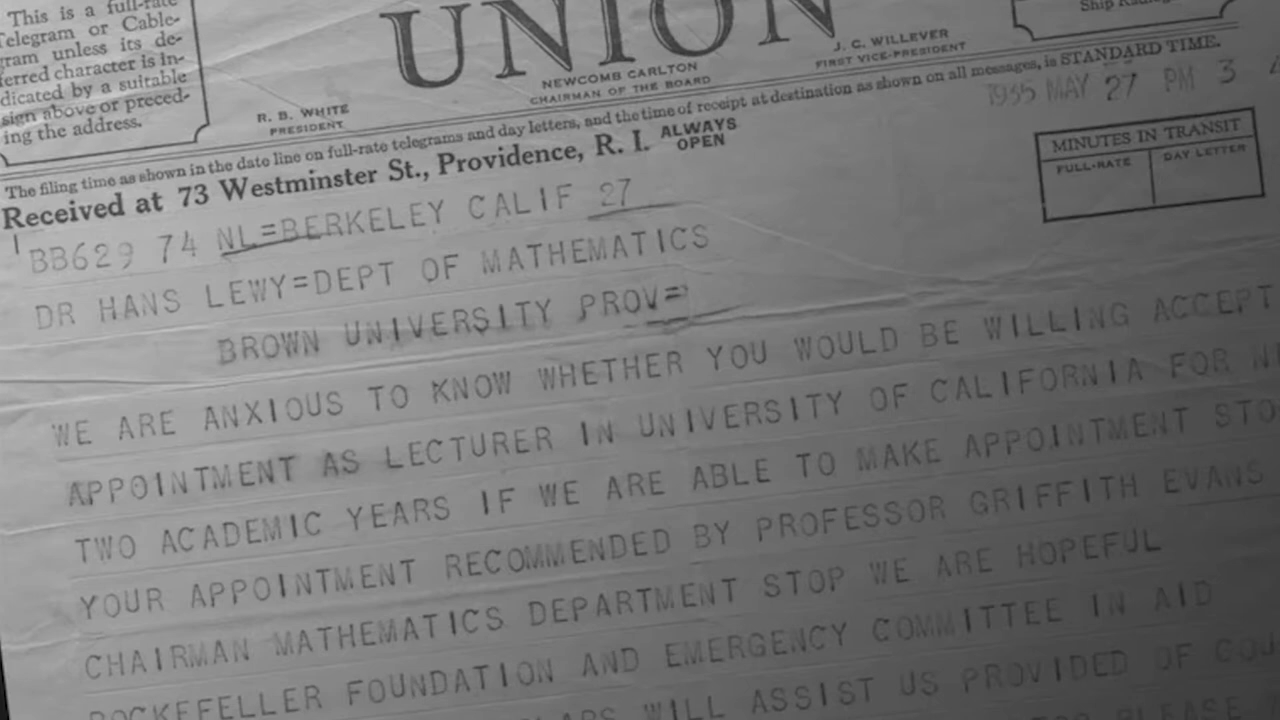 This is a full-rate
Telegram or Cable-
gram unless its de-
ferred character is in-
dicated by a suitable
sign above or preced-
ing the address.
UNION
R. B. WHITE
PRESIDENT
NEWCOMB CARLTON
CHAIRMAN OF THE BOARD
J. C. WILLEVER
FIRST VICE-PRESIDENT
Ship
The filing time as shown in the date line on full-rate telegrams and day letters, and the time of receipt at destination as shown on all messages, is STANDARD TIME.
Received at 73 Westminster St., Providence, R. I. ALWAYS OPEN
1935 MAY 27 PM 3
MINUTES IN TRANSIT
FULL-RATE DAY LETTER
BB629 74 NL=BERKELEY CALIF 27
DR HANS LEWY=DEPT OF MATHEMATICS
BROWN UNIVERSITY PROV=
WE ARE ANXIOUS TO KNOW WHETHER YOU WOULD BE WILLING ACCEPT
APPOINTMENT AS LECTURER IN UNIVERSITY OF CALIFORNIA FOR
TWO ACADEMIC YEARS IF WE ARE ABLE TO MAKE APPOINTMENT STO
YOUR APPOINTMENT RECOMMENDED BY PROFESSOR GRIFFITH EVANS
CHAIRMAN MATHEMATICS DEPARTMENT STOP WE ARE HOPEFUL
ROCKEFELLER FOUNDATION AND EMERGENCY COMMITTEE IN AID
WILL ASSIST US PROVIDED OF COU
PLEASE